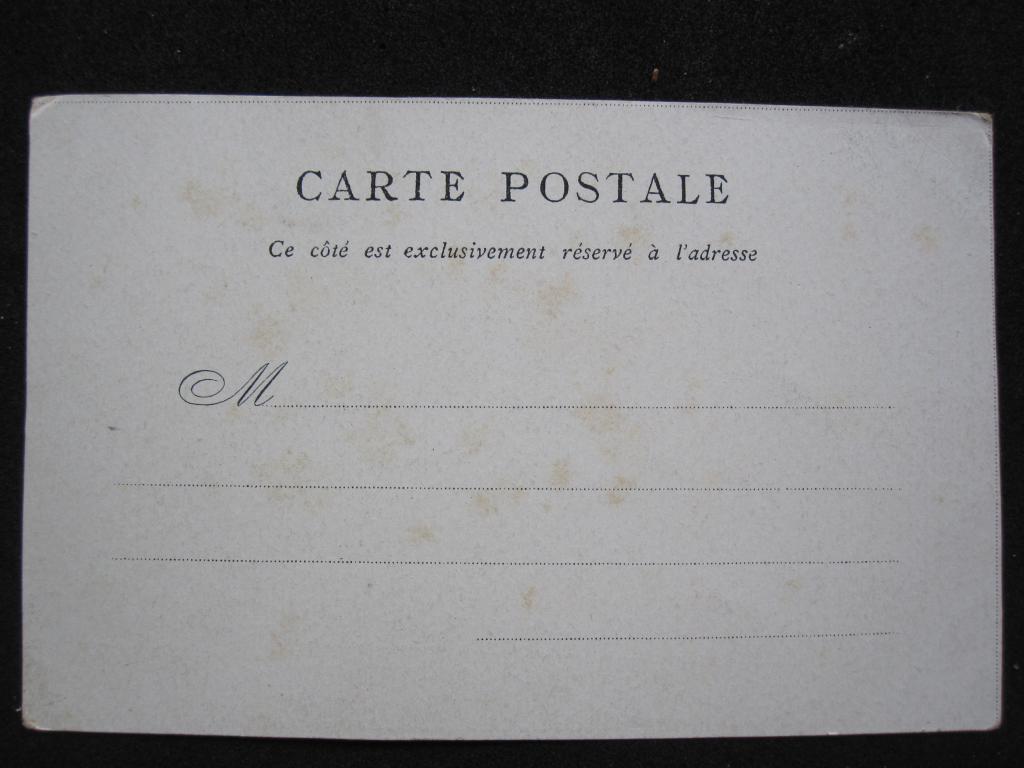 CARTE POSTALE
Ce côté est exclusivement réservé à l'adresse
M